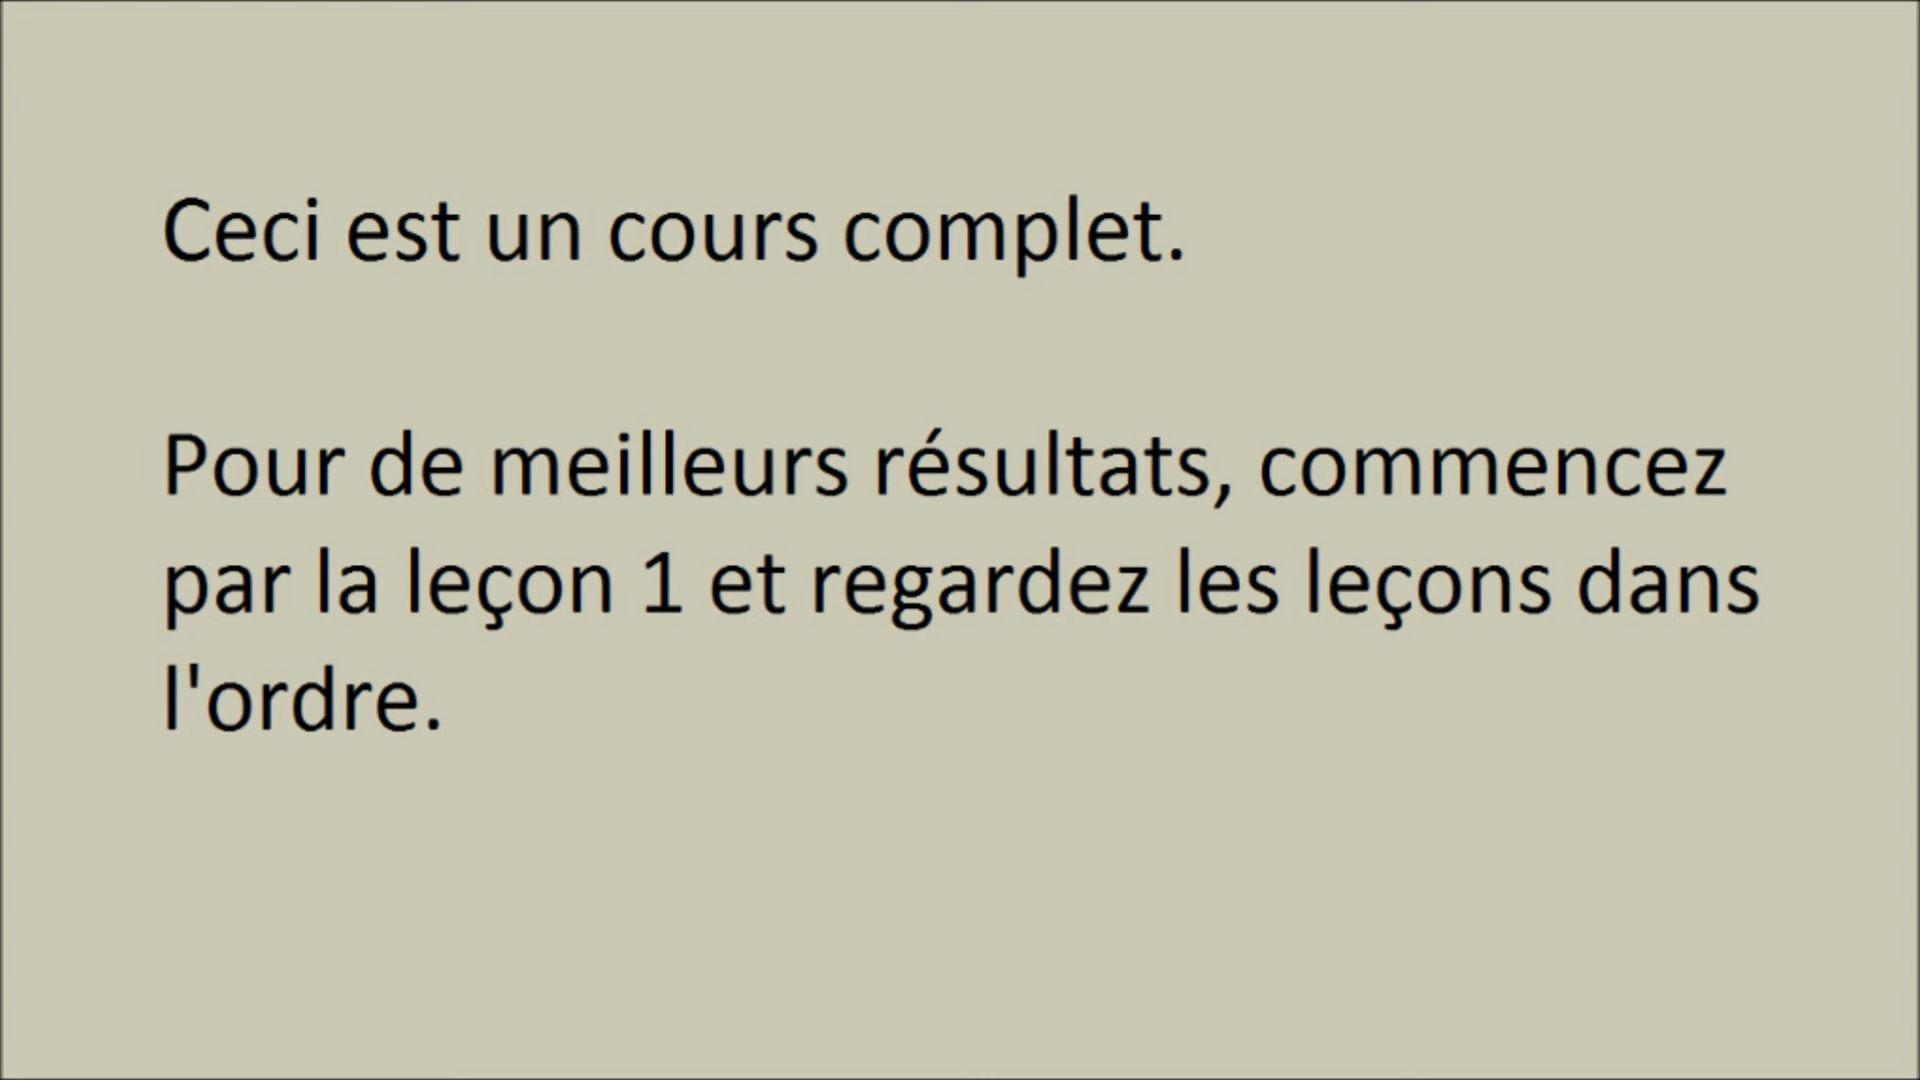 Ceci est un cours complet.
Pour de meilleurs résultats, commencez
par la leçon 1 et regardez les leçons dans
l'ordre.